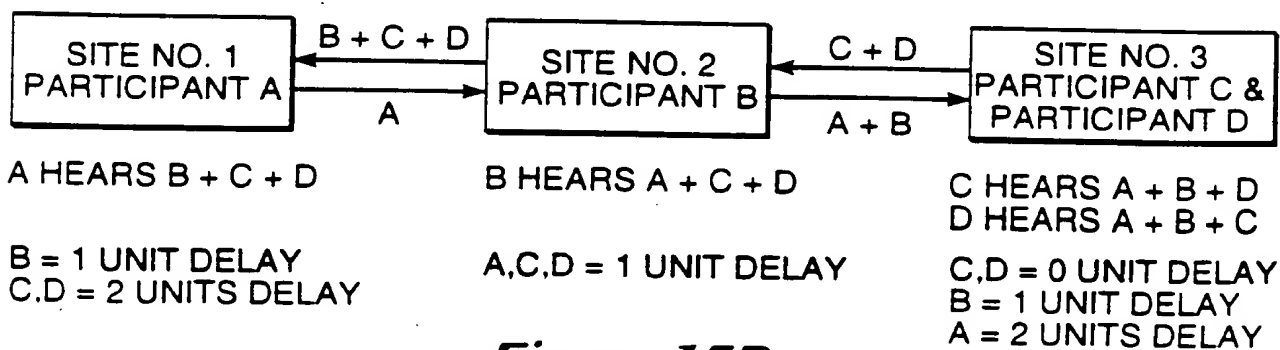 SITE NO. 1
PARTICIPANT A
B + C + D
A
SITE NO. 2
PARTICIPANT B
C + D
A + B
SITE NO. 3
PARTICIPANT C &
PARTICIPANT D
A HEARS B + C + D
B = 1 UNIT DELAY
C,D = 2 UNITS DELAY
B HEARS A + C + D
A,C,D = 1 UNIT DELAY
C HEARS A + B + D
D HEARS A + B + C
C,D = 0 UNIT DELAY
B = 1 UNIT DELAY
A = 2 UNITS DELAY